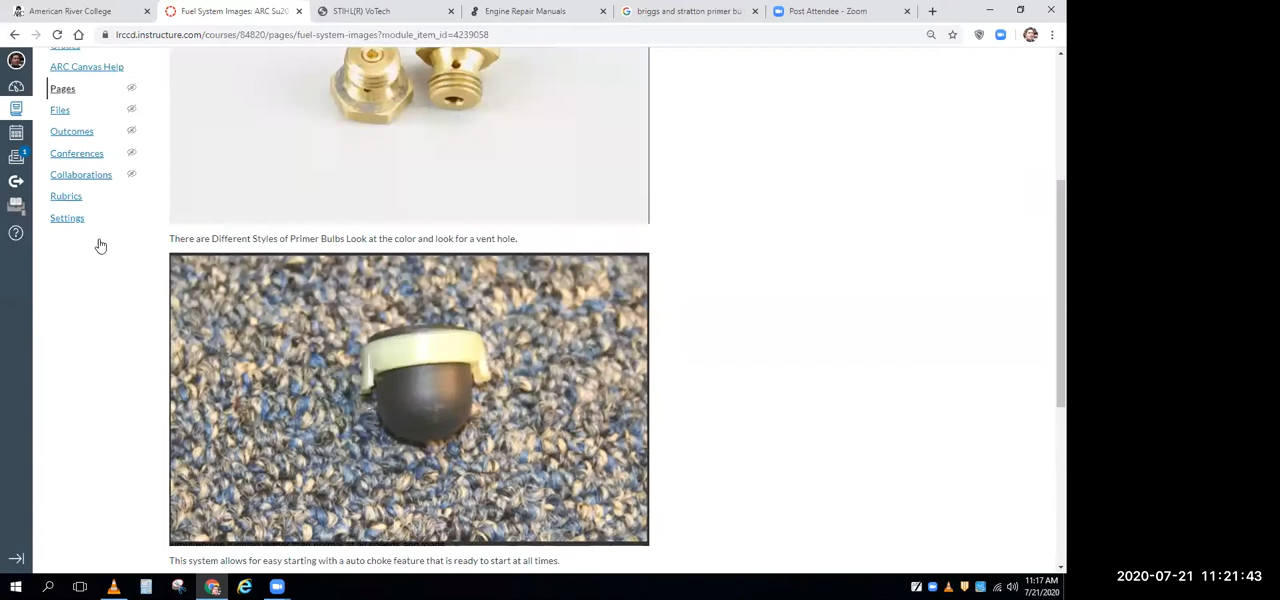 American River College
Fuel System Images: ARC Su20
STIHL(R) VoTech
Engine Repair Manuals
briggs and stratton primer bu
Post Attendee - Zoom
lrccd.instructure.com/courses/84820/pages/fuel-system-images?module_item_id=4239058
Grades
ARC Canvas Help
Pages
Files
Outcomes
Conferences
1
Collaborations
Rubrics
Settings
There are Different Styles of Primer Bulbs Look at the color and look for a vent hole.
This system allows for easy starting with a auto choke feature that is ready to start at all times.
11:17 AM
7/21/2020
2020-07-21 11:21:43